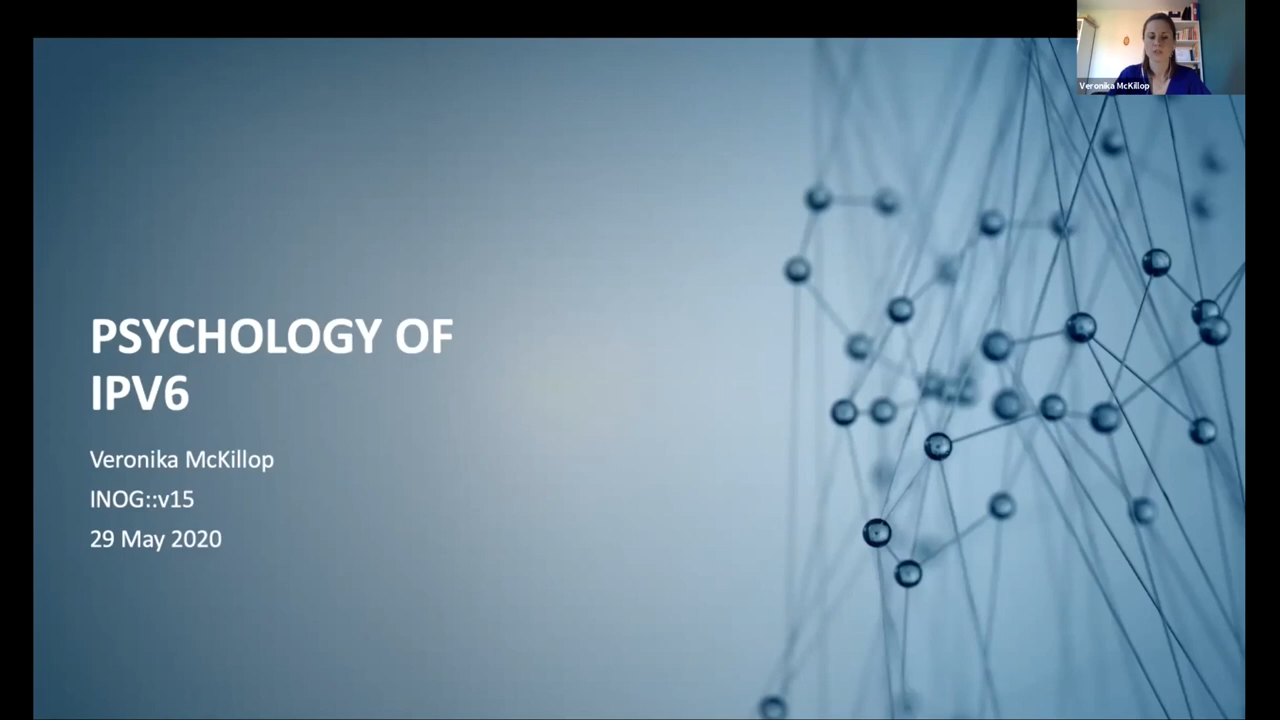 Veronika McKillop
PSYCHOLOGY OF
IPV6
Veronika McKillop
INOG::v15
29 May 2020